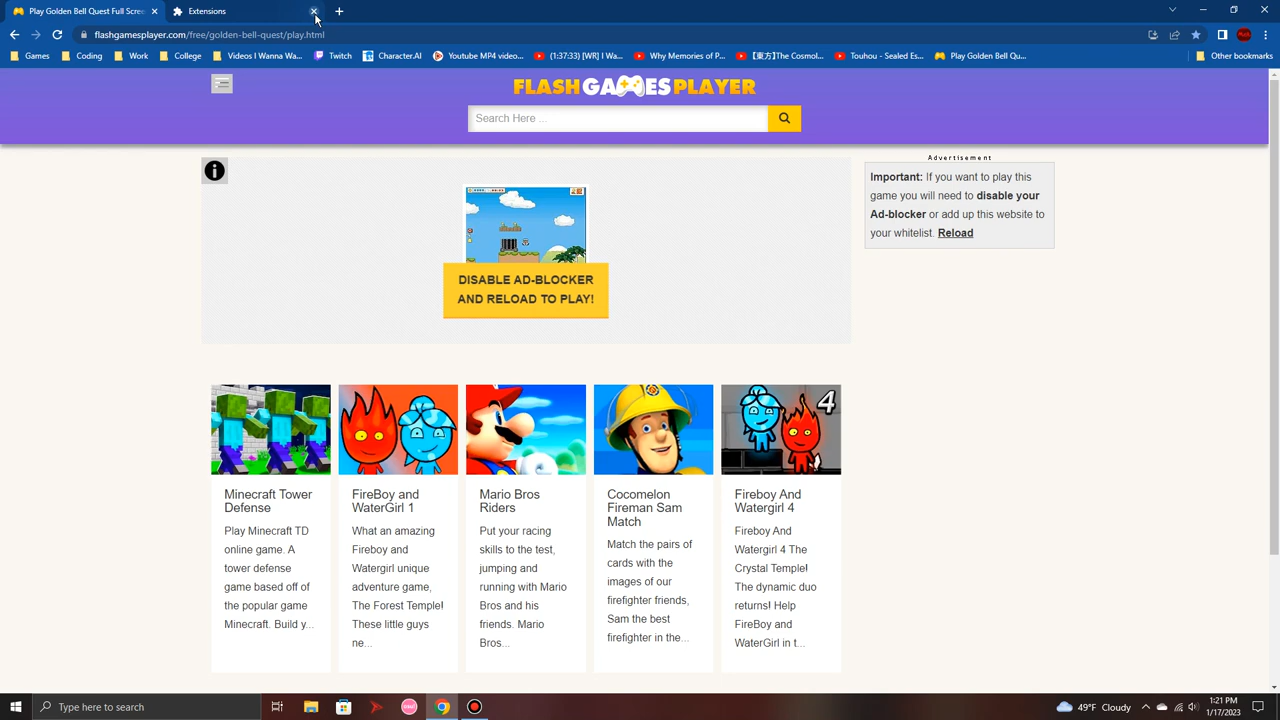 Play Golden Bell Quest Full Scree
Extensions
flashgamesplayer.com/free/golden-bell-quest/play.html
Games
Coding
Work
College
Videos I Wanna...
Twitch
Character.AI
Youtube MP4 video...
(1:37:33) [WR] I Wa...
Why Memories of P...
【東方】The Cosmol...
Touhou - Sealed Es...
Play Golden Bell Qu...
Other bookmarks
FLASHGAMESPLAYER
Search Here ...
Advertisement
Important: If you want to play this
game you will need to disable your
Ad-blocker or add up this website to
your whitelist. Reload
DISABLE AD-BLOCKER
AND RELOAD TO PLAY!
4
Minecraft Tower
Defense
Play Minecraft TD
online game. A
tower defense
game based off of
the popular game
Minecraft. Build y...
FireBoy and
WaterGirl 1
What an amazing
Fireboy and
Watergirl unique
adventure game,
The Forest Temple!
These little guys
ne...
Mario Bros
Riders
Put your racing
skills to the test,
jumping and
running with Mario
Bros and his
friends. Mario
Bros...
Cocomelon
Fireman Sam
Match
Match the pairs of
cards with the
images of our
firefighter friends,
Sam the best
firefighter in the...
Fireboy And
Watergirl 4
Fireboy And
Watergirl 4 The
Crystal Temple!
The dynamic duo
returns! Help
FireBoy and
WaterGirl in t...
Type here to search
osu!
49°F Cloudy
1:21 PM
1/17/2023